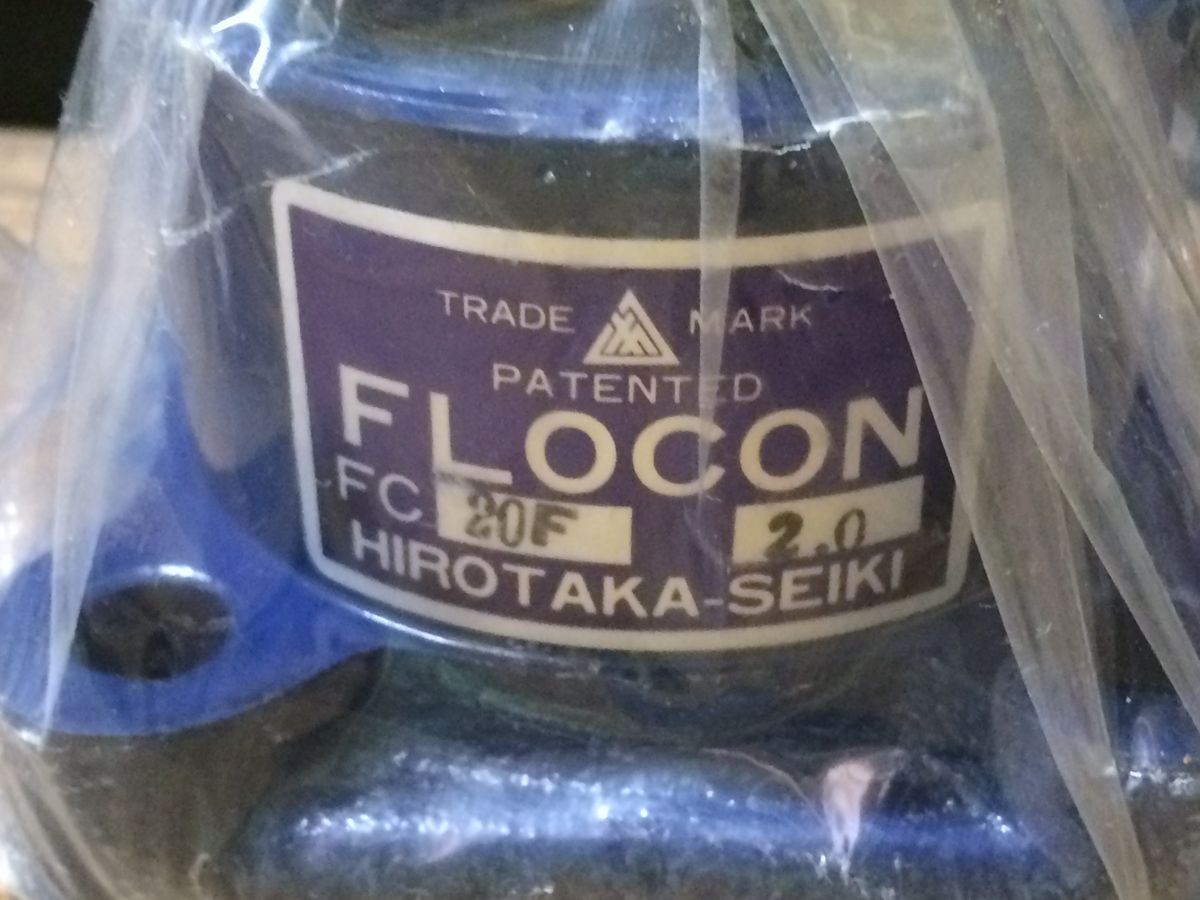 TRADE MARK
PATENTED
FLOCON
FC 20F 2.0
HIROTAKA-SEIKI